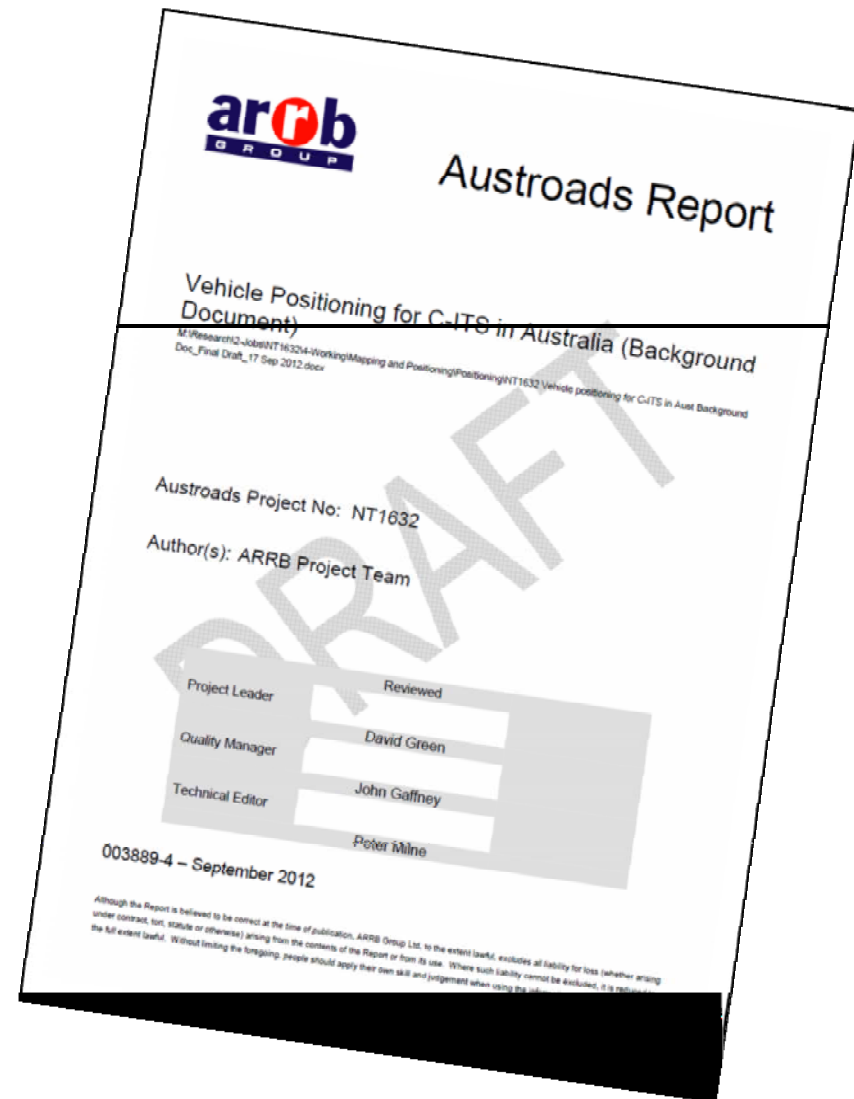 arrb
GROUP
Austroads Report
Vehicle Positioning for C-ITS in Australia (Background
Document)
M:\Research\2-Jobs\NT1632\4-Working\Mapping and Positioning\Positioning\NT1632 Vehicle positioning for C-ITS in Aust Background
Doc_Final Draft_17 Sep 2012.docx
DRAFT
Austroads Project No: NT1632
Author(s): ARRB Project Team
Reviewed
Project Leader
David Green
Quality Manager
John Gaffney
Technical Editor
Peter Milne
003889-4 – September 2012
Although the Report is believed to be correct at the time of publication, ARRB Group Ltd, to the extent lawful, excludes all liability for loss (whether arising
under contract, tort, statute or otherwise) arising from the contents of the Report or from its use. Where such liability cannot be excluded, it is reduced
the full extent lawful. Without limiting the foregoing, people should apply their own skill and judgement when using the